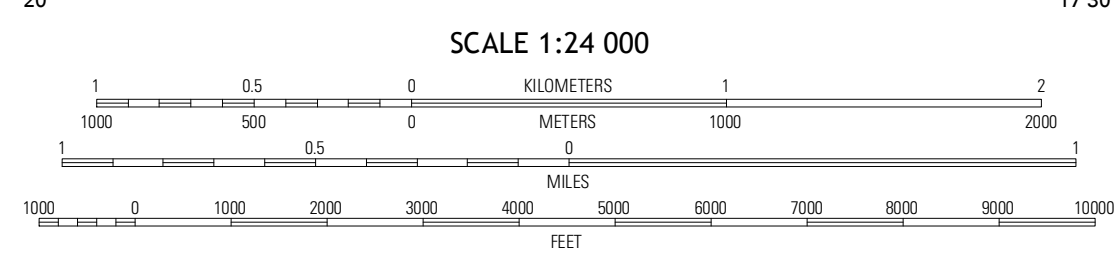 20 17 30
SCALE 1:24 000
1 0.5 0 KILOMETERS 1 2
1000 500 0 METERS 1000 2000
1 0.5 0 1
MILES
1000 0 1000 2000 3000 4000 5000 6000 7000 8000 9000 10000
FEET